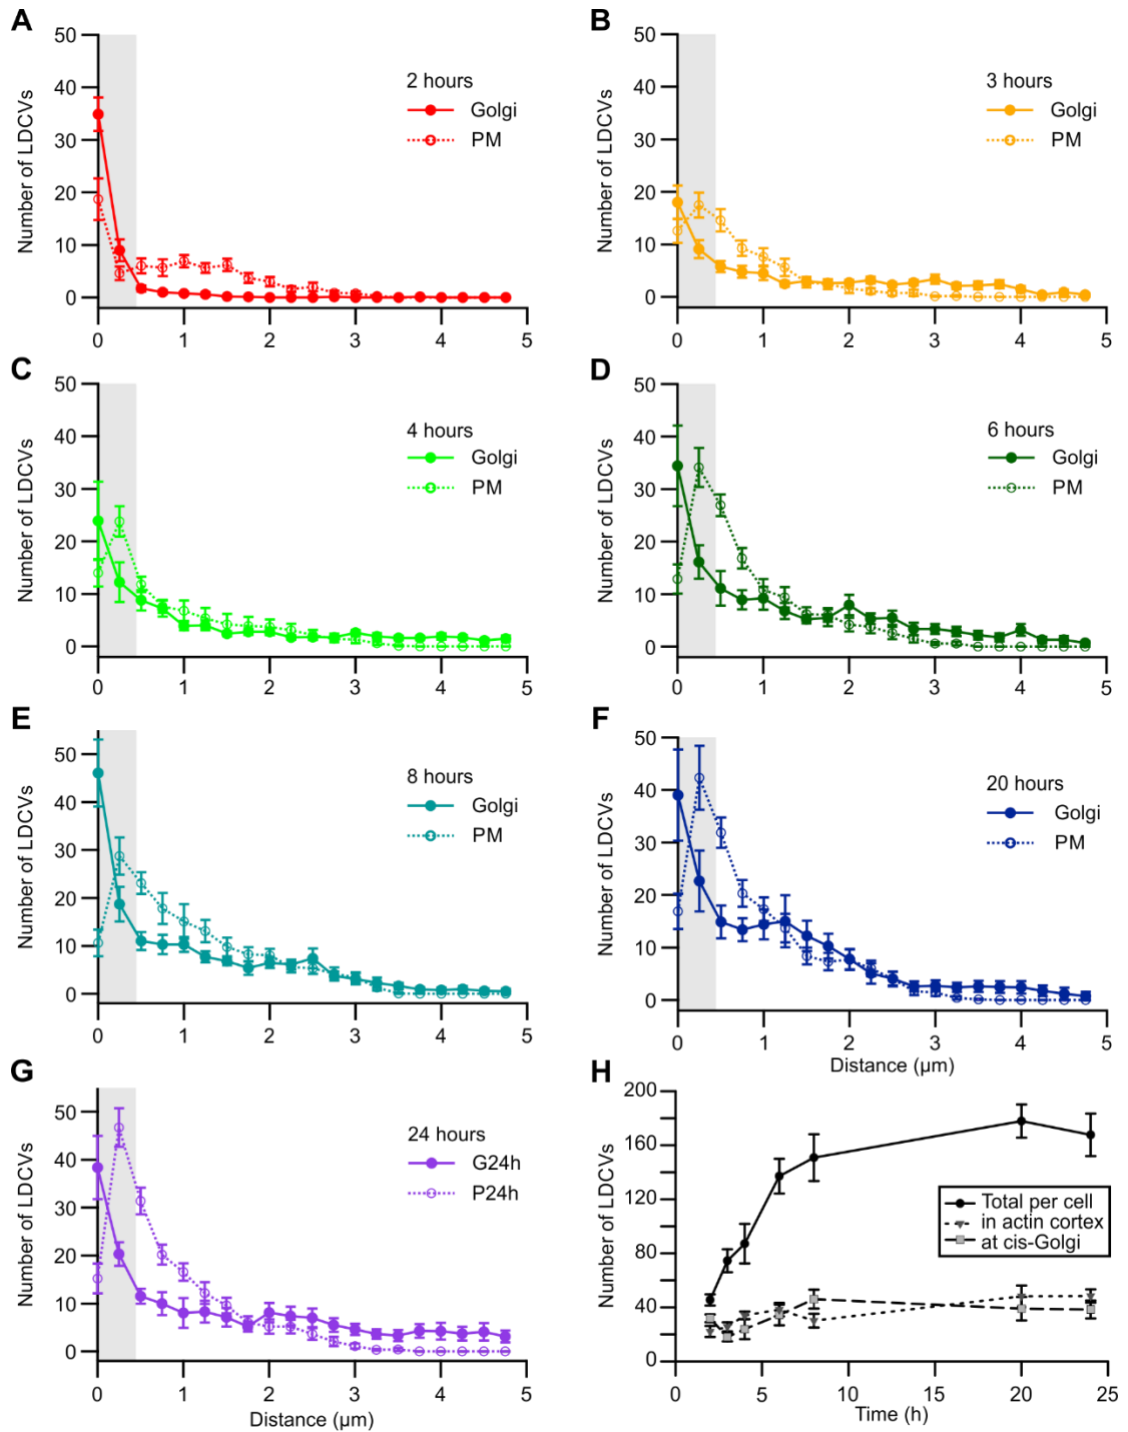 A
50
40
30
20
10
0
Number of LDCVs
2 hours
Golgi
PM
0 1 2 3 4 5
B
50
40
30
20
10
0
Number of LDCVs
3 hours
Golgi
PM
0 1 2 3 4 5
C
50
40
30
20
10
0
Number of LDCVs
4 hours
Golgi
PM
0 1 2 3 4 5
D
50
40
30
20
10
0
Number of LDCVs
6 hours
Golgi
PM
0 1 2 3 4 5
E
50
40
30
20
10
0
Number of LDCVs
8 hours
Golgi
PM
0 1 2 3 4 5
F
50
40
30
20
10
0
Number of LDCVs
20 hours
Golgi
PM
0 1 2 3 4 5
Distance (µm)
G
50
40
30
20
10
0
Number of LDCVs
24 hours
G24h
P24h
0 1 2 3 4 5
Distance (µm)
H
200
160
120
80
40
0
Number of LDCVs
Total per cell
in actin cortex
at cis-Golgi
0 5 10 15 20 25
Time (h)